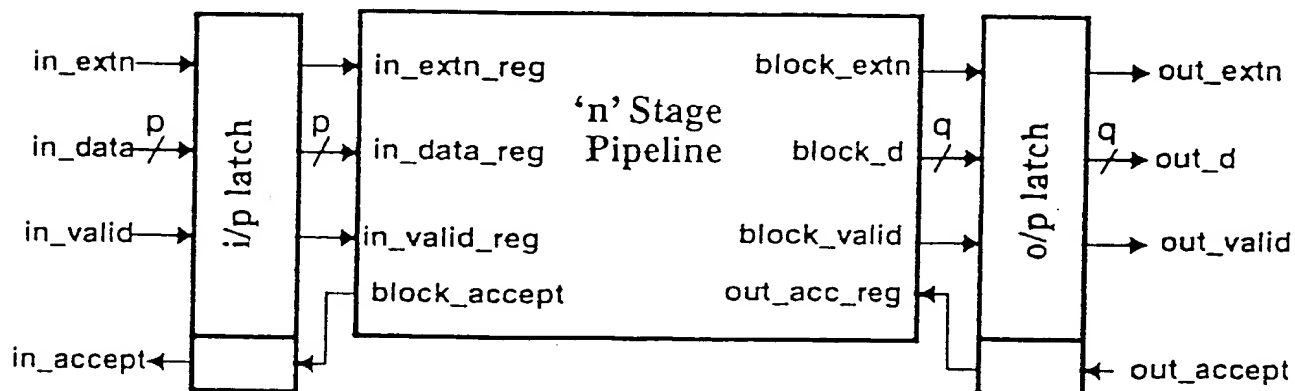 in_extn
in_data
in_valid
in_accept
p
i/p latch
p
in_extn_reg
in_data_reg
in_valid_reg
block_accept
'n' Stage
Pipeline
block_extn
block_d
block_valid
out_acc_reg
q
o/p latch
q
out_extn
out_d
out_valid
out_accept